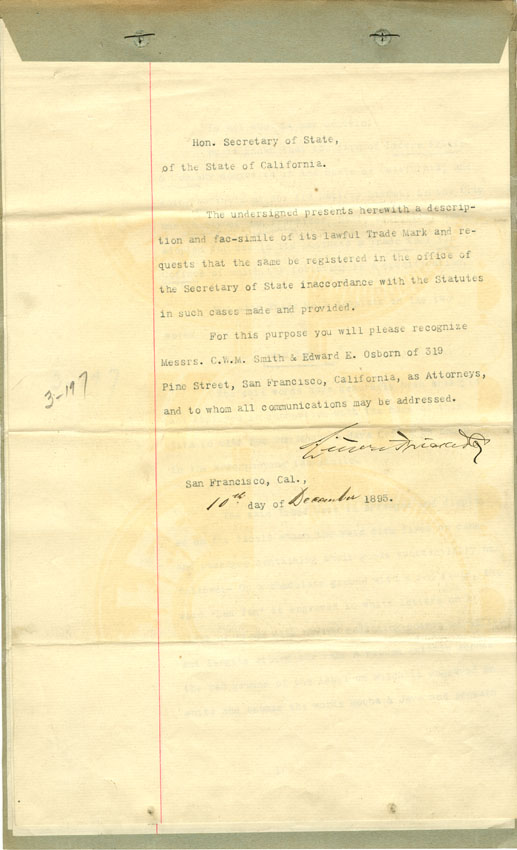 Hon. Secretary of State,
of the State of California.
The undersigned presents herewith a descrip-
tion and fac-simile of its lawful Trade Mark and re-
quests that the same be registered in the office of
the Secretary of State inaccordance with the Statutes
in such cases made and provided.
For this purpose you will please recognize
Messrs. C.W.M. Smith & Edward E. Osborn of 319
Pine Street, San Francisco, California, as Attorneys,
and to whom all communications may be addressed.
3-197
San Francisco, Cal.,
10th day of December 1895.